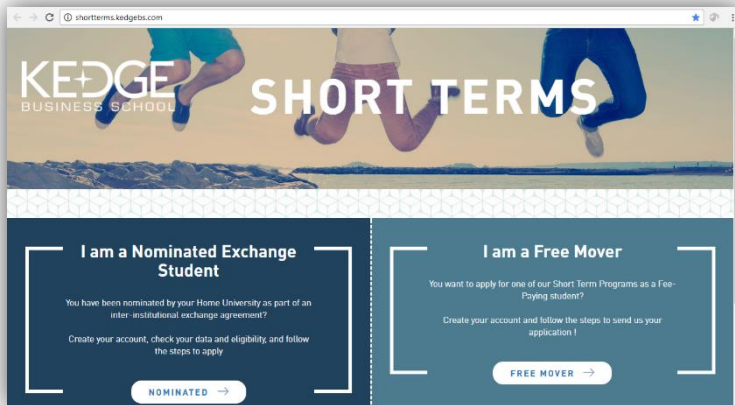 shortterms.kedgebs.com
KEDGE
BUSINESS SCHOOL
SHORT TERMS
I am a Nominated Exchange
Student
You have been nominated by your Home University as part of an
inter-institutional exchange agreement?
Create your account, check your data and eligibility, and follow
the steps to apply
NOMINATED →
I am a Free Mover
You want to apply for one of our Short Term Programs as a Fee-
Paying student?
Create your account and follow the steps to send us your
application !
FREE MOVER →